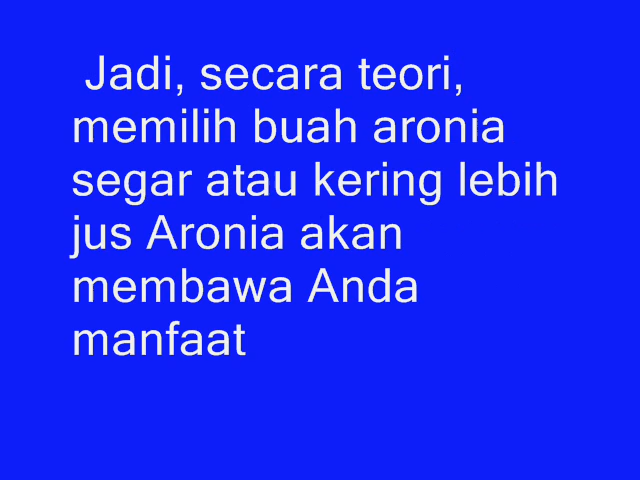 Jadi, secara teori,
memilih buah aronia
segar atau kering lebih
jus Aronia akan
membawa Anda
manfaat